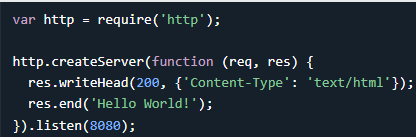 var http = require('http');

http.createServer(function (req, res) {
  res.writeHead(200, {'Content-Type': 'text/html'});
  res.end('Hello World!');
}).listen(8080);